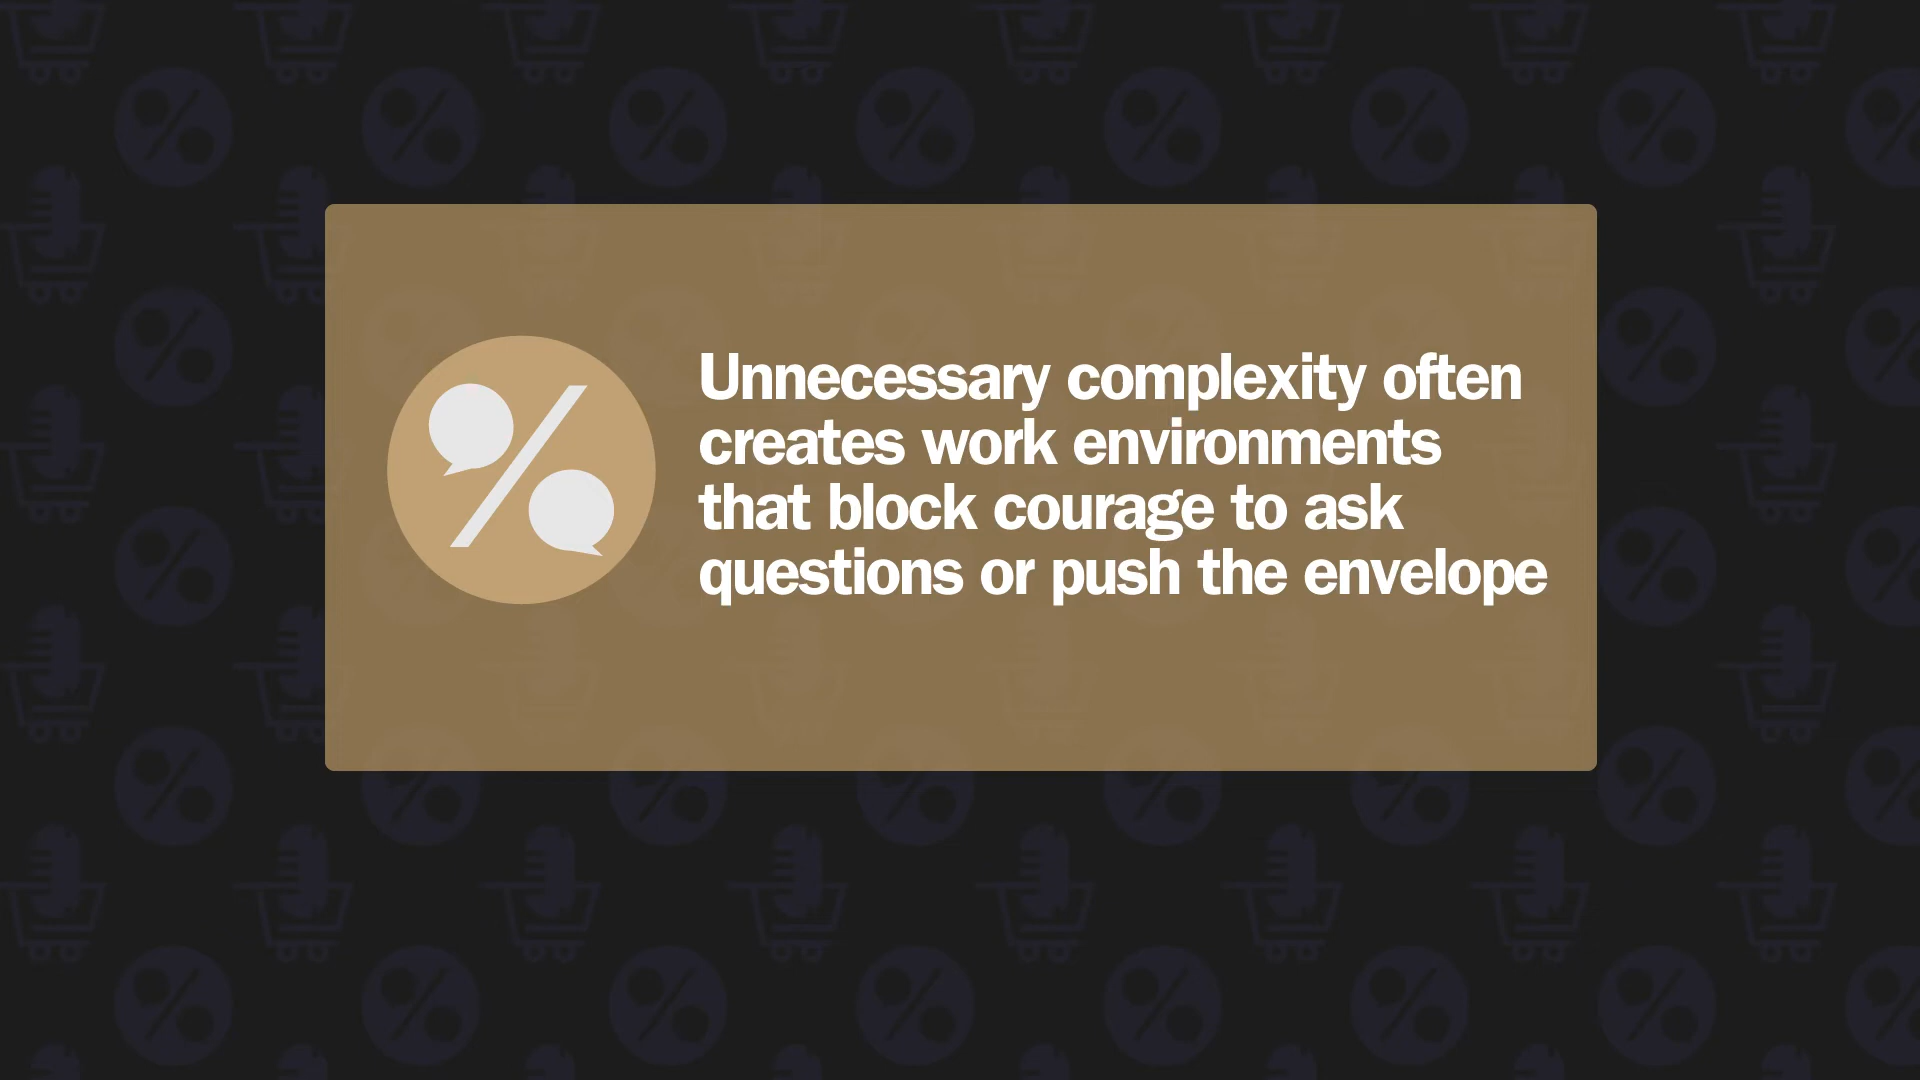 Unnecessary complexity often
creates work environments
that block courage to ask
questions or push the envelope